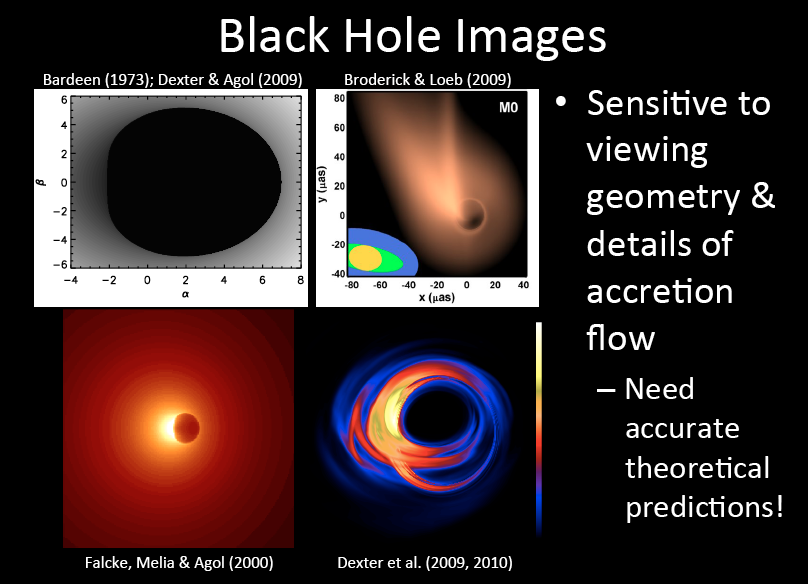 Black Hole Images
Bardeen (1973); Dexter & Agol (2009)
Broderick & Loeb (2009)
6
4
2
0
−2
−4
−6
β
−4 −2 0 2 4 6 8
α
M0
80
60
40
20
0
-20
-40
y (μas)
-80 -60 -40 -20 0 20 40
x (μas)
Falcke, Melia & Agol (2000)
Dexter et al. (2009, 2010)
• Sensitive to
viewing
geometry &
details of
accretion
flow
– Need
accurate
theoretical
predictions!